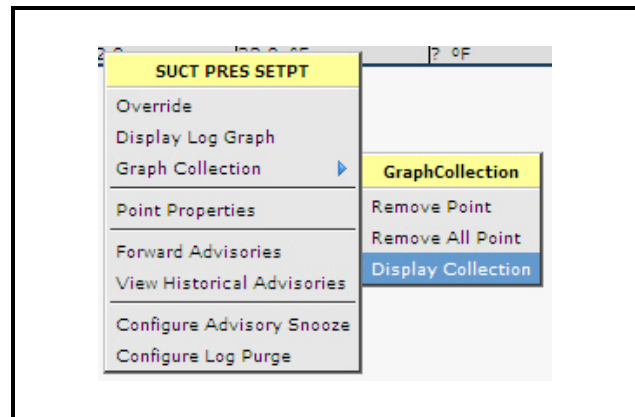 ? ºF
SUCT PRES SETPT
Override
Display Log Graph
Graph Collection
Point Properties
Forward Advisories
View Historical Advisories
Configure Advisory Snooze
Configure Log Purge
GraphCollection
Remove Point
Remove All Point
Display Collection